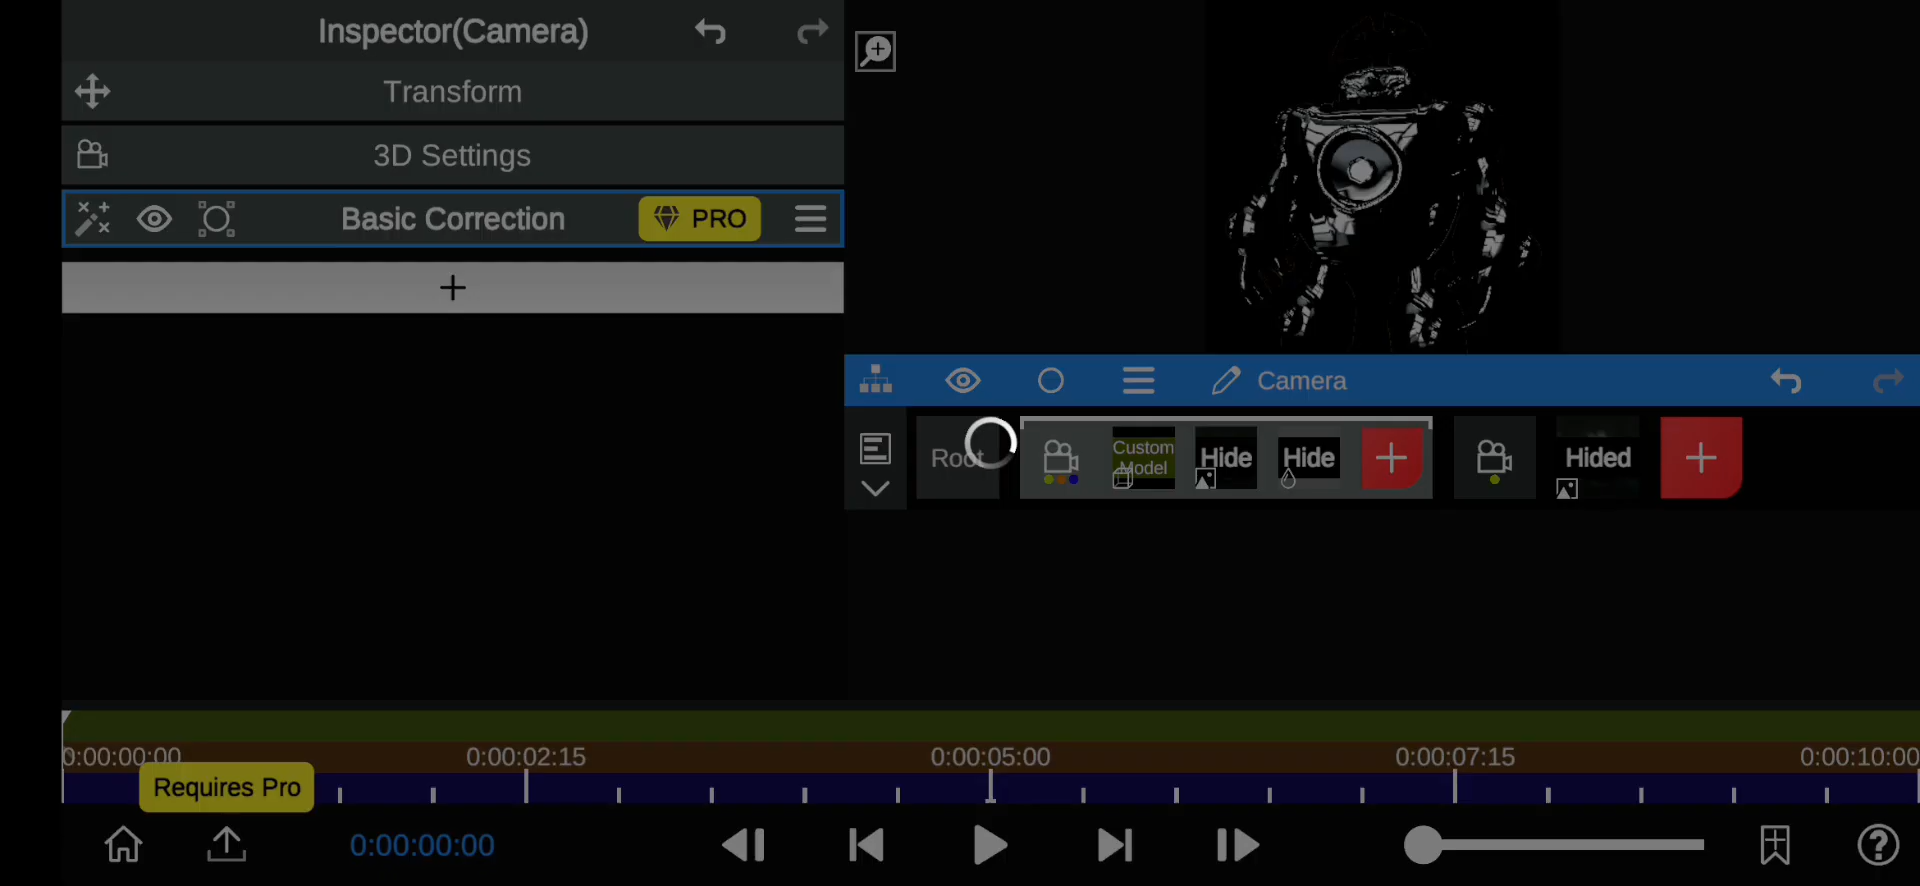 Inspector(Camera)
Transform
3D Settings
Basic Correction
PRO
Camera
Root
Custom
Model
Hide
Hide
Hided
0:00:00:00
0:00:02:15
0:00:05:00
0:00:07:15
0:00:10:00
Requires Pro
0:00:00:00